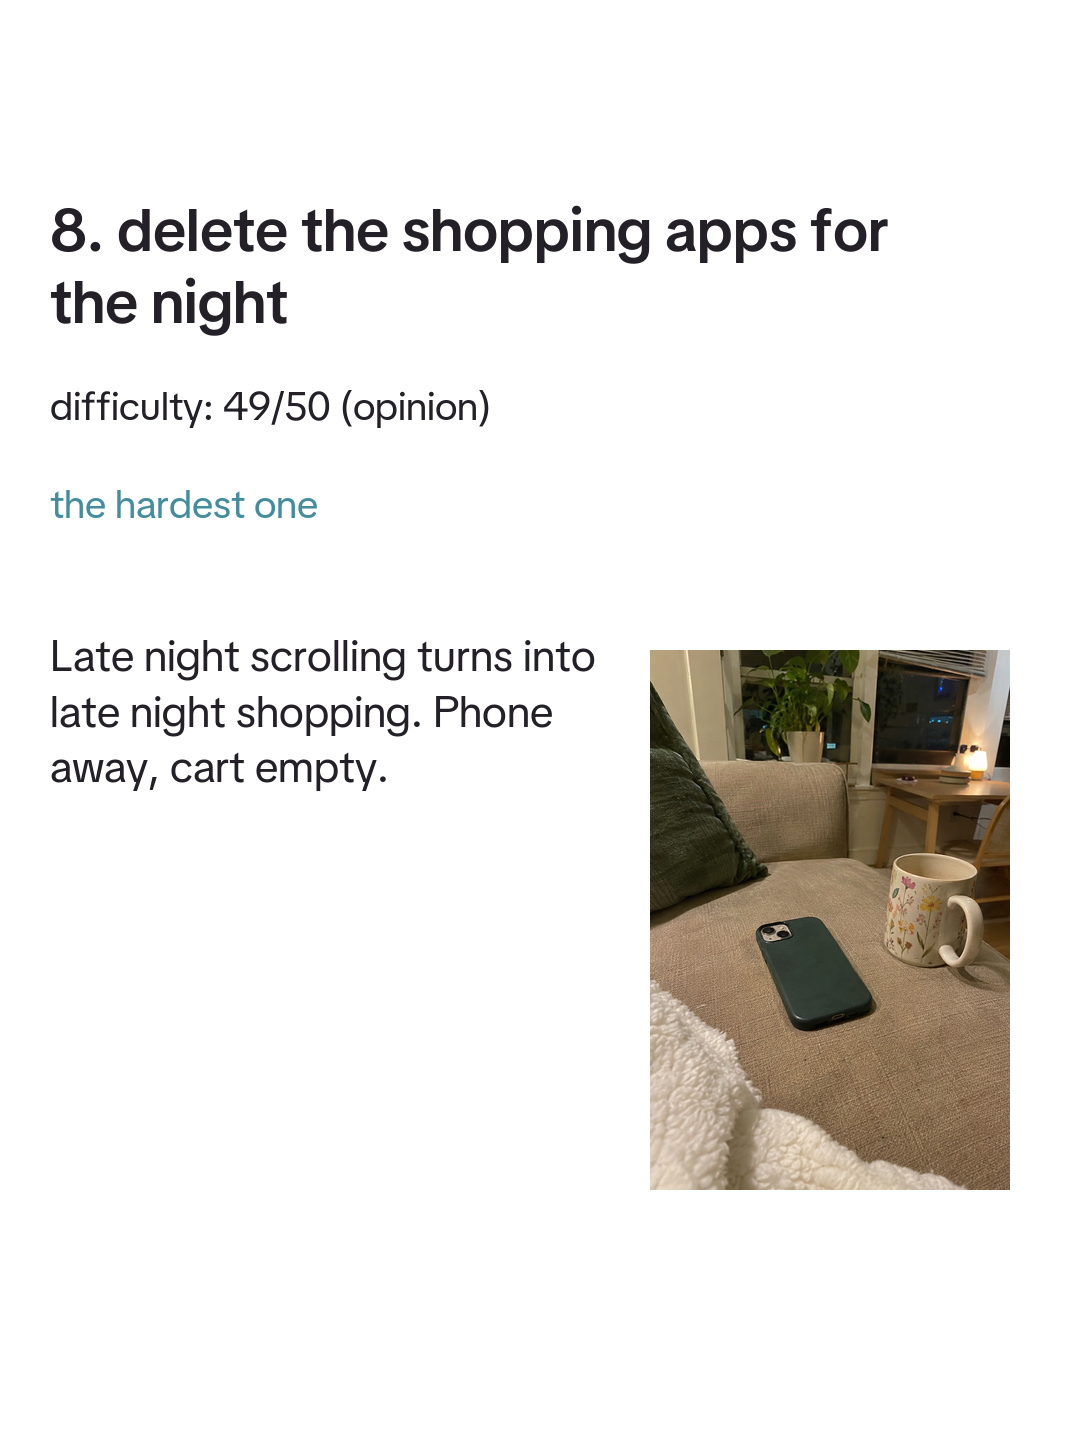 8. delete the shopping apps for
the night
difficulty: 49/50 (opinion)
the hardest one
Late night scrolling turns into
late night shopping. Phone
away, cart empty.